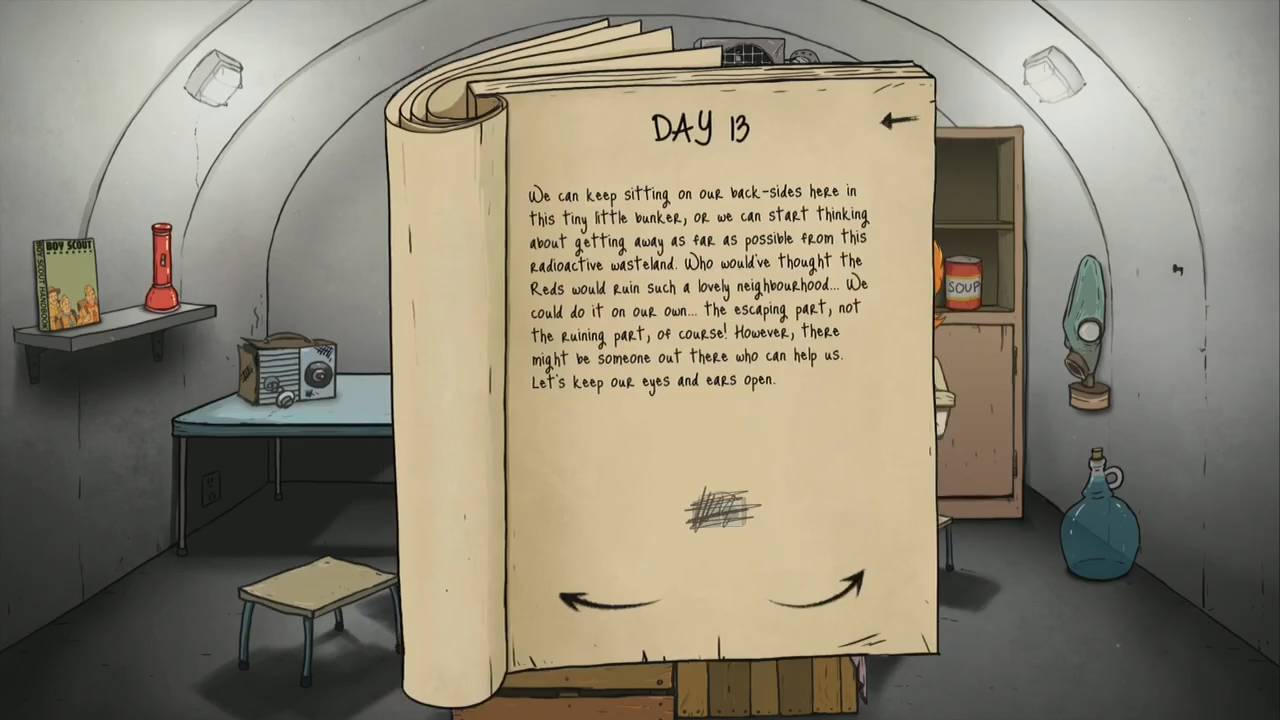 DAY 13
We can keep sitting on our back-sides here in
this tiny little bunker, or we can start thinking
about getting away as far as possible from this
radioactive wasteland. Who would've thought the
Reds would ruin such a lovely neighbourhood... We
could do it on our own... the escaping part, not
the ruining part, of course! However, there
might be someone out there who can help us.
Let's keep our eyes and ears open.
BOY SCOUT
BOY SCOUT HANDBOOK
SOUP